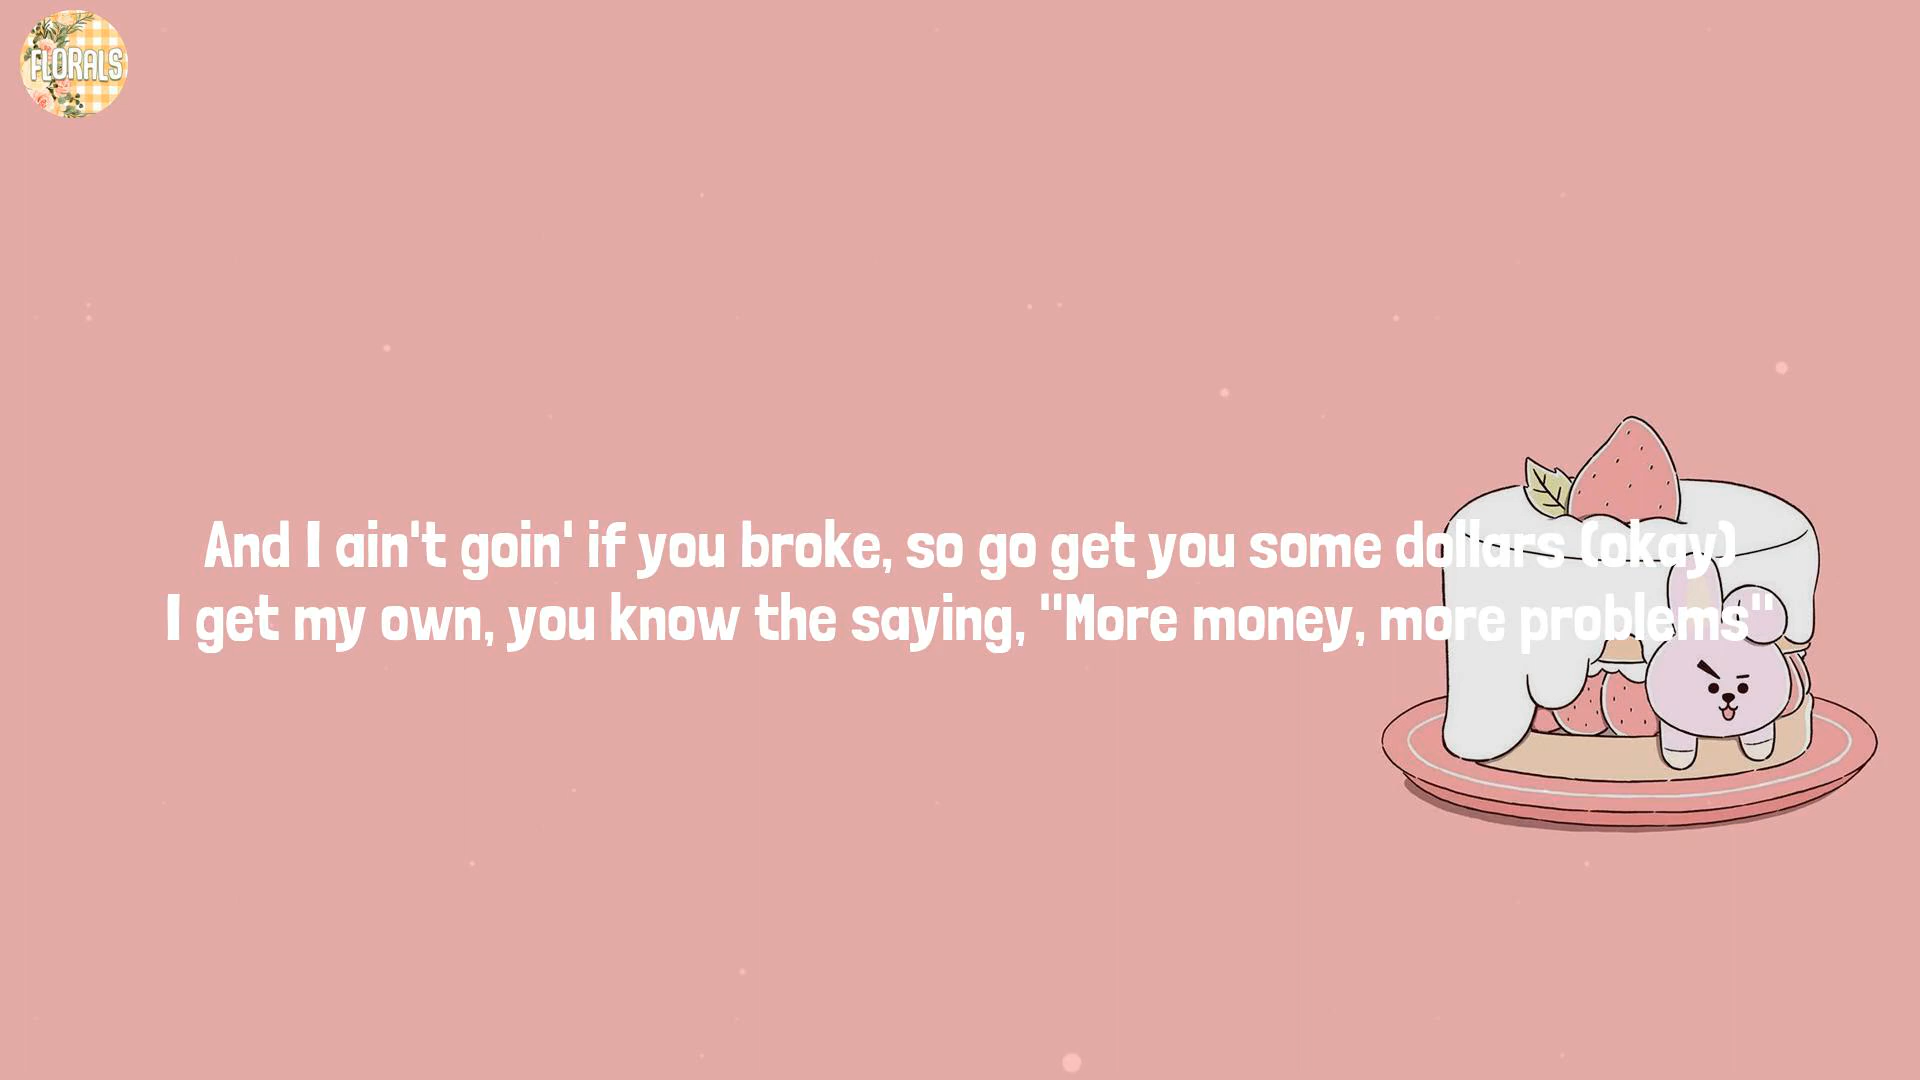 FLORALS
And I ain't goin' if you broke, so go get you some dollars (okay)
I get my own, you know the saying, "More money, more problems"